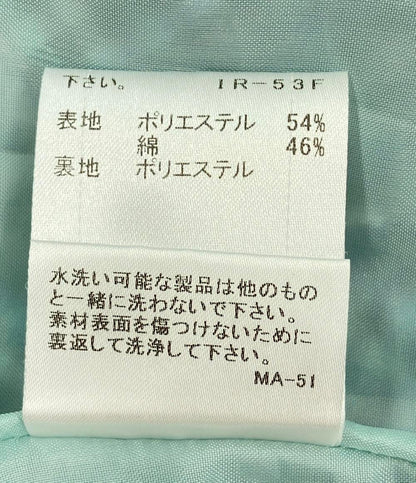 下さい。 IR-53F
表地 ポリエステル 54%
綿 46%
裏地 ポリエステル
水洗い可能な製品は他のもの
と一緒に洗わないで下さい。
素材表面を傷つけないために
裏返して洗浄して下さい。
MA-51